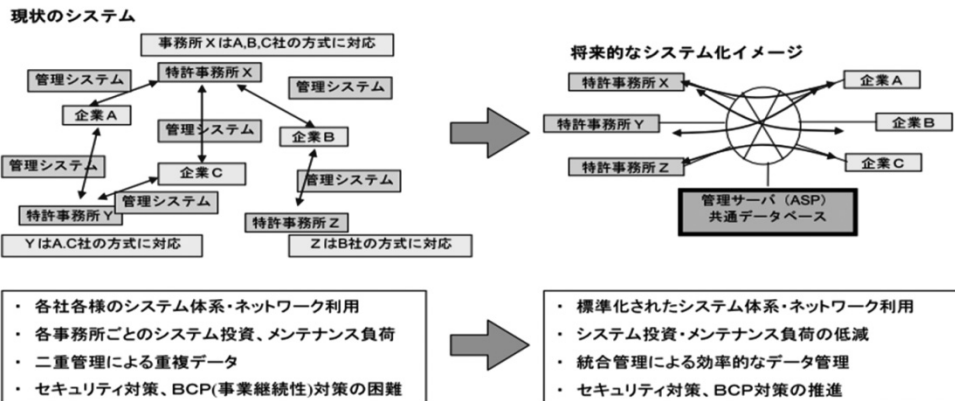 現状のシステム
事務所XはA,B,C社の方式に対応
管理システム
特許事務所X
管理システム
企業A
管理システム
企業B
管理システム
企業C
管理システム
管理システム
特許事務所Y
特許事務所Z
YはA.C社の方式に対応
ZはB社の方式に対応
将来的なシステム化イメージ
特許事務所X
企業A
特許事務所Y
企業B
特許事務所Z
企業C
管理サーバ（ASP）
共通データベース
・ 各社各様のシステム体系・ネットワーク利用
・ 各事務所ごとのシステム投資、メンテナンス負荷
・ 二重管理による重複データ
・ セキュリティ対策、BCP(事業継続性)対策の困難
・ 標準化されたシステム体系・ネットワーク利用
・ システム投資・メンテナンス負荷の低減
・ 統合管理による効率的なデータ管理
・ セキュリティ対策、BCP対策の推進